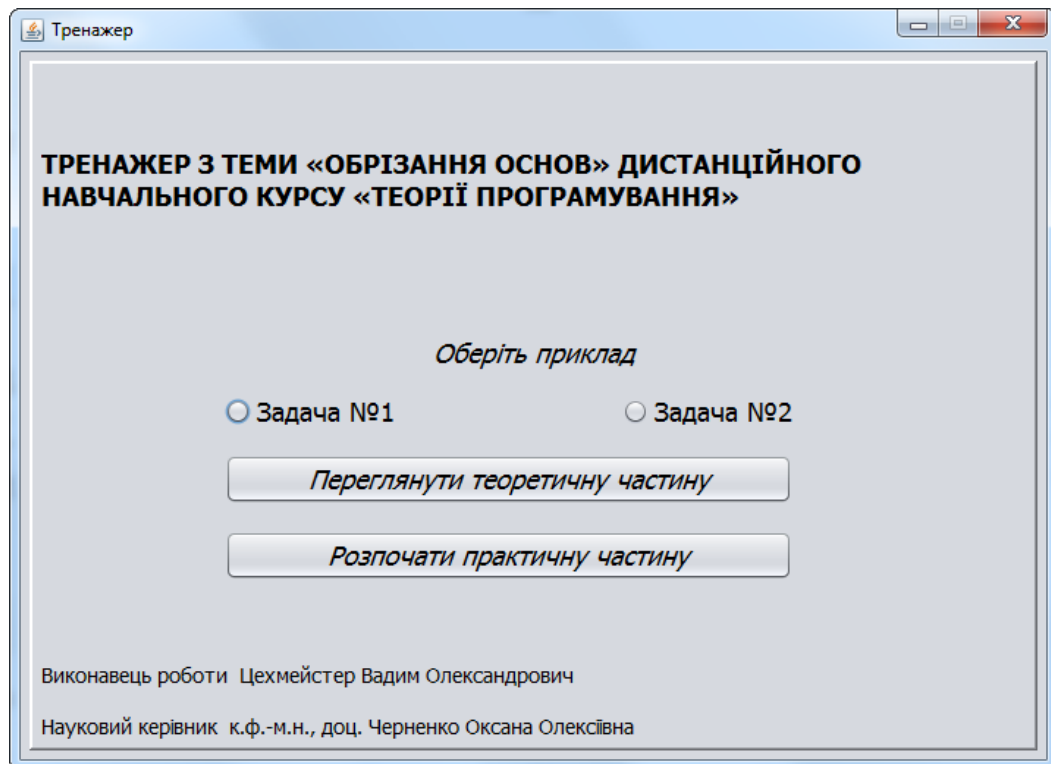 Тренажер
ТРЕНАЖЕР З ТЕМИ «ОБРІЗАННЯ ОСНОВ» ДИСТАНЦІЙНОГО
НАВЧАЛЬНОГО КУРСУ «ТЕОРІЇ ПРОГРАМУВАННЯ»
Оберіть приклад
Задача №1 Задача №2
Переглянути теоретичну частину
Розпочати практичну частину
Виконавець роботи Цехмейстер Вадим Олександрович
Науковий керівник к.ф.-м.н., доц. Черненко Оксана Олексіївна